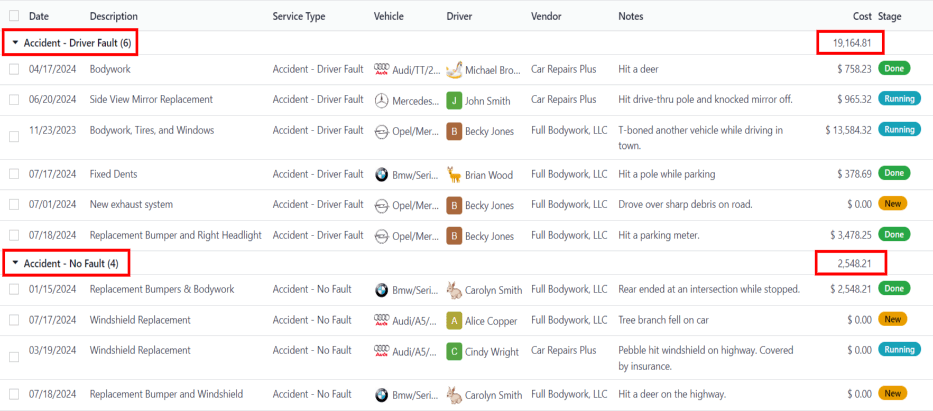 Date Description Service Type Vehicle Driver Vendor Notes Cost Stage
Accident - Driver Fault (6) 19,164.81
04/17/2024 Bodywork Accident - Driver Fault Audi Audi/TT/2... Michael Bro... Car Repairs Plus Hit a deer $ 758.23 Done
06/20/2024 Side View Mirror Replacement Accident - Driver Fault Mercedes... J John Smith Car Repairs Plus Hit drive-thru pole and knocked mirror off. $ 965.32 Running
11/23/2023 Bodywork, Tires, and Windows Accident - Driver Fault Opel/Mer... B Becky Jones Full Bodywork, LLC T-boned another vehicle while driving in $ 13,584.32 Running
town.
07/17/2024 Fixed Dents Accident - Driver Fault Bmw/Seri... Brian Wood Full Bodywork, LLC Hit a pole while parking $ 378.69 Done
07/01/2024 New exhaust system Accident - Driver Fault Opel/Mer... B Becky Jones Full Bodywork, LLC Drove over sharp debris on road. $ 0.00 New
07/18/2024 Replacement Bumper and Right Headlight Accident - Driver Fault Opel/Mer... B Becky Jones Full Bodywork, LLC Hit a parking meter. $ 3,478.25 Done
Accident - No Fault (4) 2,548.21
01/15/2024 Replacement Bumpers & Bodywork Accident - No Fault Bmw/Seri... Carolyn Smith Full Bodywork, LLC Rear ended at an intersection while stopped. $ 2,548.21 Done
07/17/2024 Windshield Replacement Accident - No Fault Audi Audi/A5/... A Alice Copper Full Bodywork, LLC Tree branch fell on car $ 0.00 New
03/19/2024 Windshield Replacement Accident - No Fault Audi Audi/A5/... C Cindy Wright Car Repairs Plus Pebble hit windshield on highway. Covered $ 0.00 Running
by insurance.
07/18/2024 Replacement Bumper and Windshield Accident - No Fault Bmw/Seri... Carolyn Smith Full Bodywork, LLC Hit a deer on the highway. $ 0.00 New